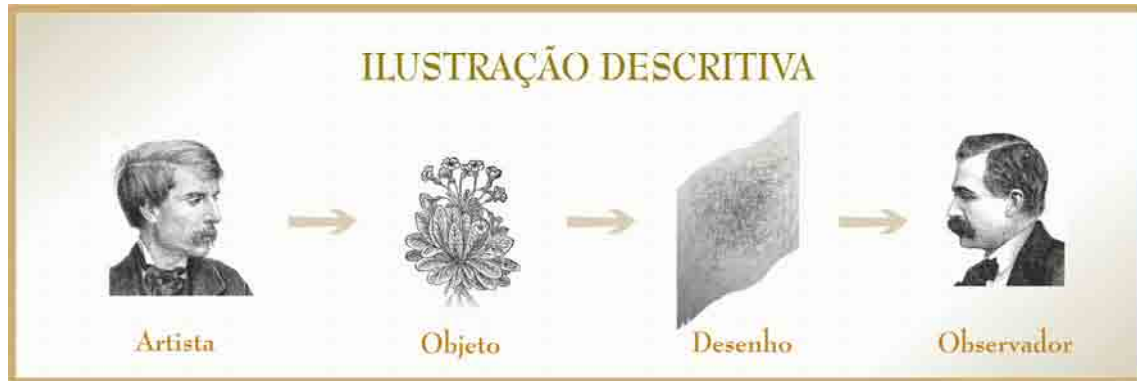 ILUSTRAÇÃO DESCRITIVA
Artista
Objeto
Desenho
Observador